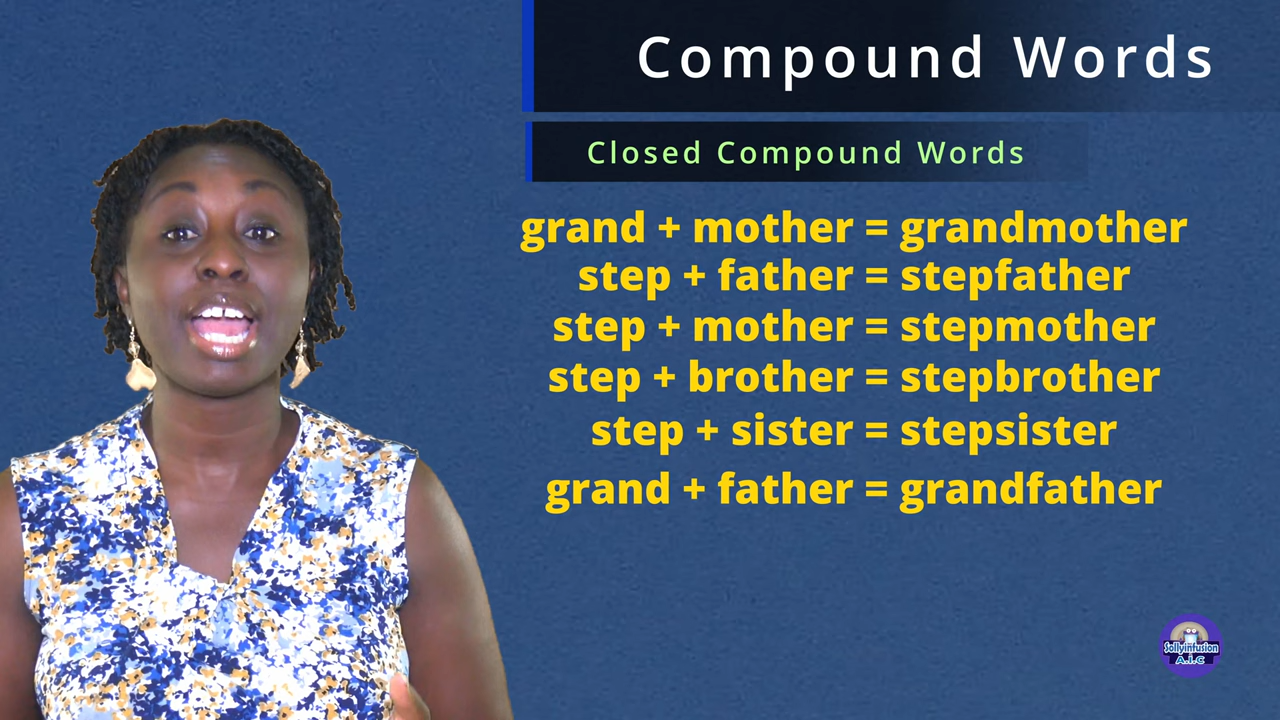 Compound Words
Closed Compound Words
grand + mother = grandmother
step + father = stepfather
step + mother = stepmother
step + brother = stepbrother
step + sister = stepsister
grand + father = grandfather
Sollyinfusion
A.i.C